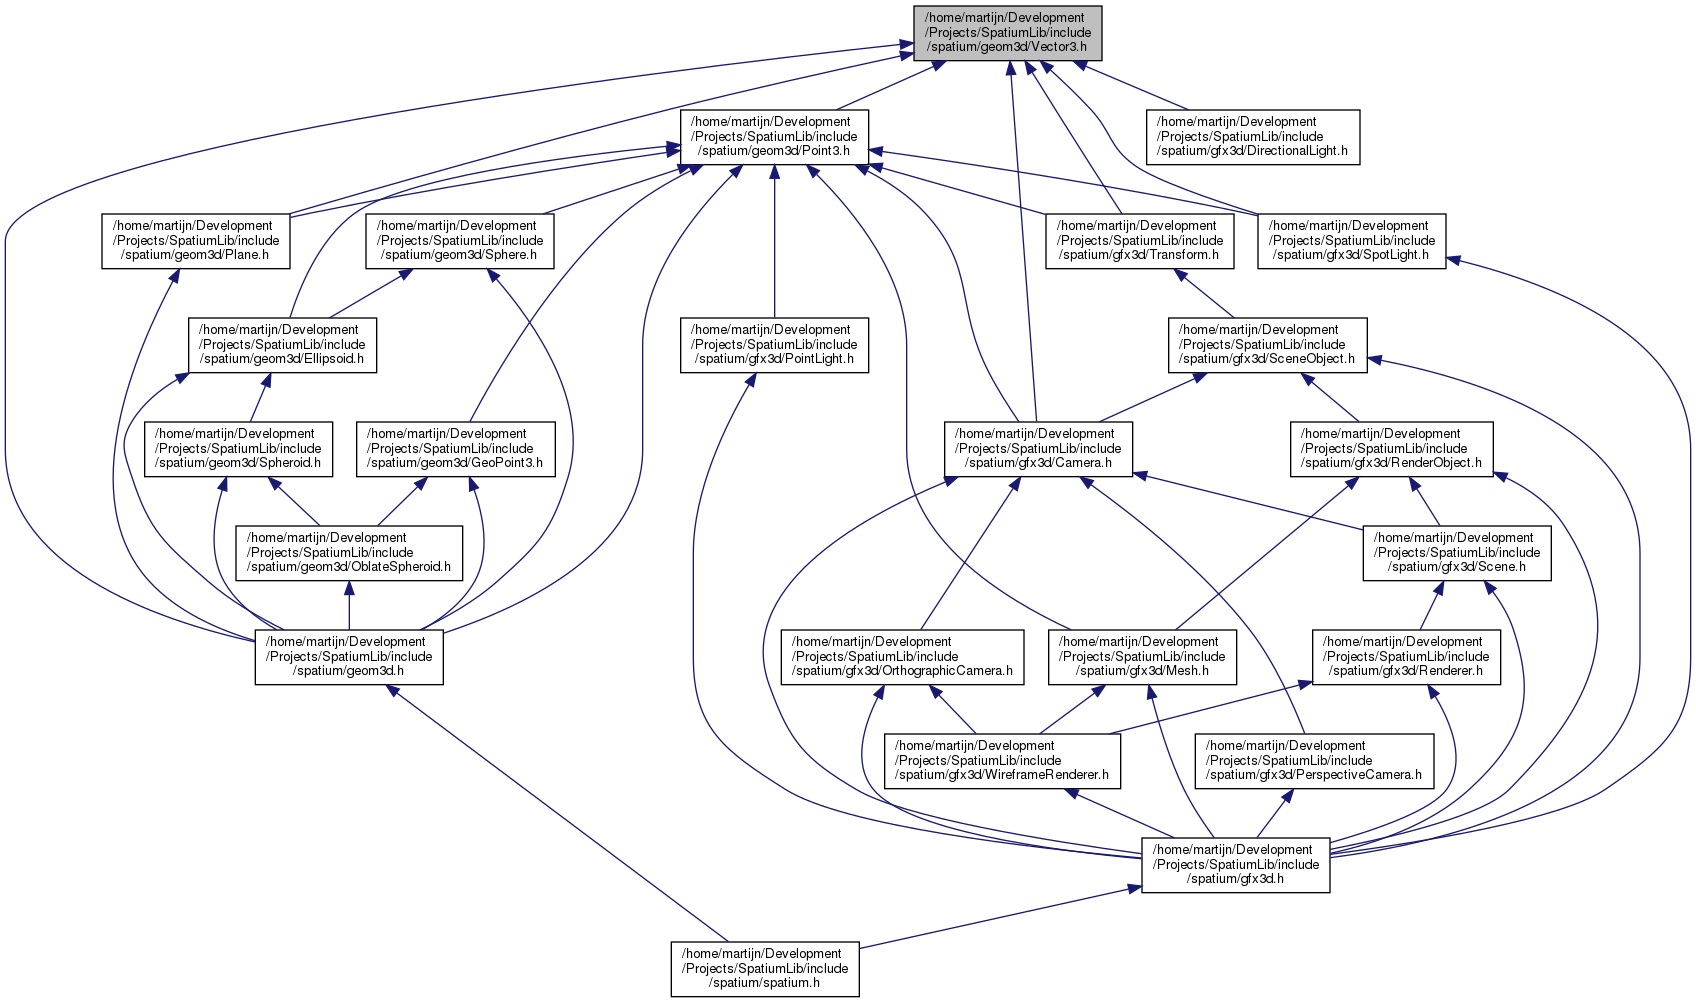 /home/martijn/Development
/Projects/SpatiumLib/include
/spatium/geom3d/Vector3.h
/home/martijn/Development
/Projects/SpatiumLib/include
/spatium/geom3d/Point3.h
/home/martijn/Development
/Projects/SpatiumLib/include
/spatium/gfx3d/DirectionalLight.h
/home/martijn/Development
/Projects/SpatiumLib/include
/spatium/geom3d/Plane.h
/home/martijn/Development
/Projects/SpatiumLib/include
/spatium/geom3d/Sphere.h
/home/martijn/Development
/Projects/SpatiumLib/include
/spatium/gfx3d/Transform.h
/home/martijn/Development
/Projects/SpatiumLib/include
/spatium/gfx3d/SpotLight.h
/home/martijn/Development
/Projects/SpatiumLib/include
/spatium/geom3d/Ellipsoid.h
/home/martijn/Development
/Projects/SpatiumLib/include
/spatium/gfx3d/PointLight.h
/home/martijn/Development
/Projects/SpatiumLib/include
/spatium/gfx3d/SceneObject.h
/home/martijn/Development
/Projects/SpatiumLib/include
/spatium/geom3d/Spheroid.h
/home/martijn/Development
/Projects/SpatiumLib/include
/spatium/geom3d/GeoPoint3.h
/home/martijn/Development
/Projects/SpatiumLib/include
/spatium/gfx3d/Camera.h
/home/martijn/Development
/Projects/SpatiumLib/include
/spatium/gfx3d/RenderObject.h
/home/martijn/Development
/Projects/SpatiumLib/include
/spatium/geom3d/OblateSpheroid.h
/home/martijn/Development
/Projects/SpatiumLib/include
/spatium/gfx3d/Scene.h
/home/martijn/Development
/Projects/SpatiumLib/include
/spatium/geom3d.h
/home/martijn/Development
/Projects/SpatiumLib/include
/spatium/gfx3d/OrthographicCamera.h
/home/martijn/Development
/Projects/SpatiumLib/include
/spatium/gfx3d/Mesh.h
/home/martijn/Development
/Projects/SpatiumLib/include
/spatium/gfx3d/Renderer.h
/home/martijn/Development
/Projects/SpatiumLib/include
/spatium/gfx3d/WireframeRenderer.h
/home/martijn/Development
/Projects/SpatiumLib/include
/spatium/gfx3d/PerspectiveCamera.h
/home/martijn/Development
/Projects/SpatiumLib/include
/spatium/gfx3d.h
/home/martijn/Development
/Projects/SpatiumLib/include
/spatium/spatium.h